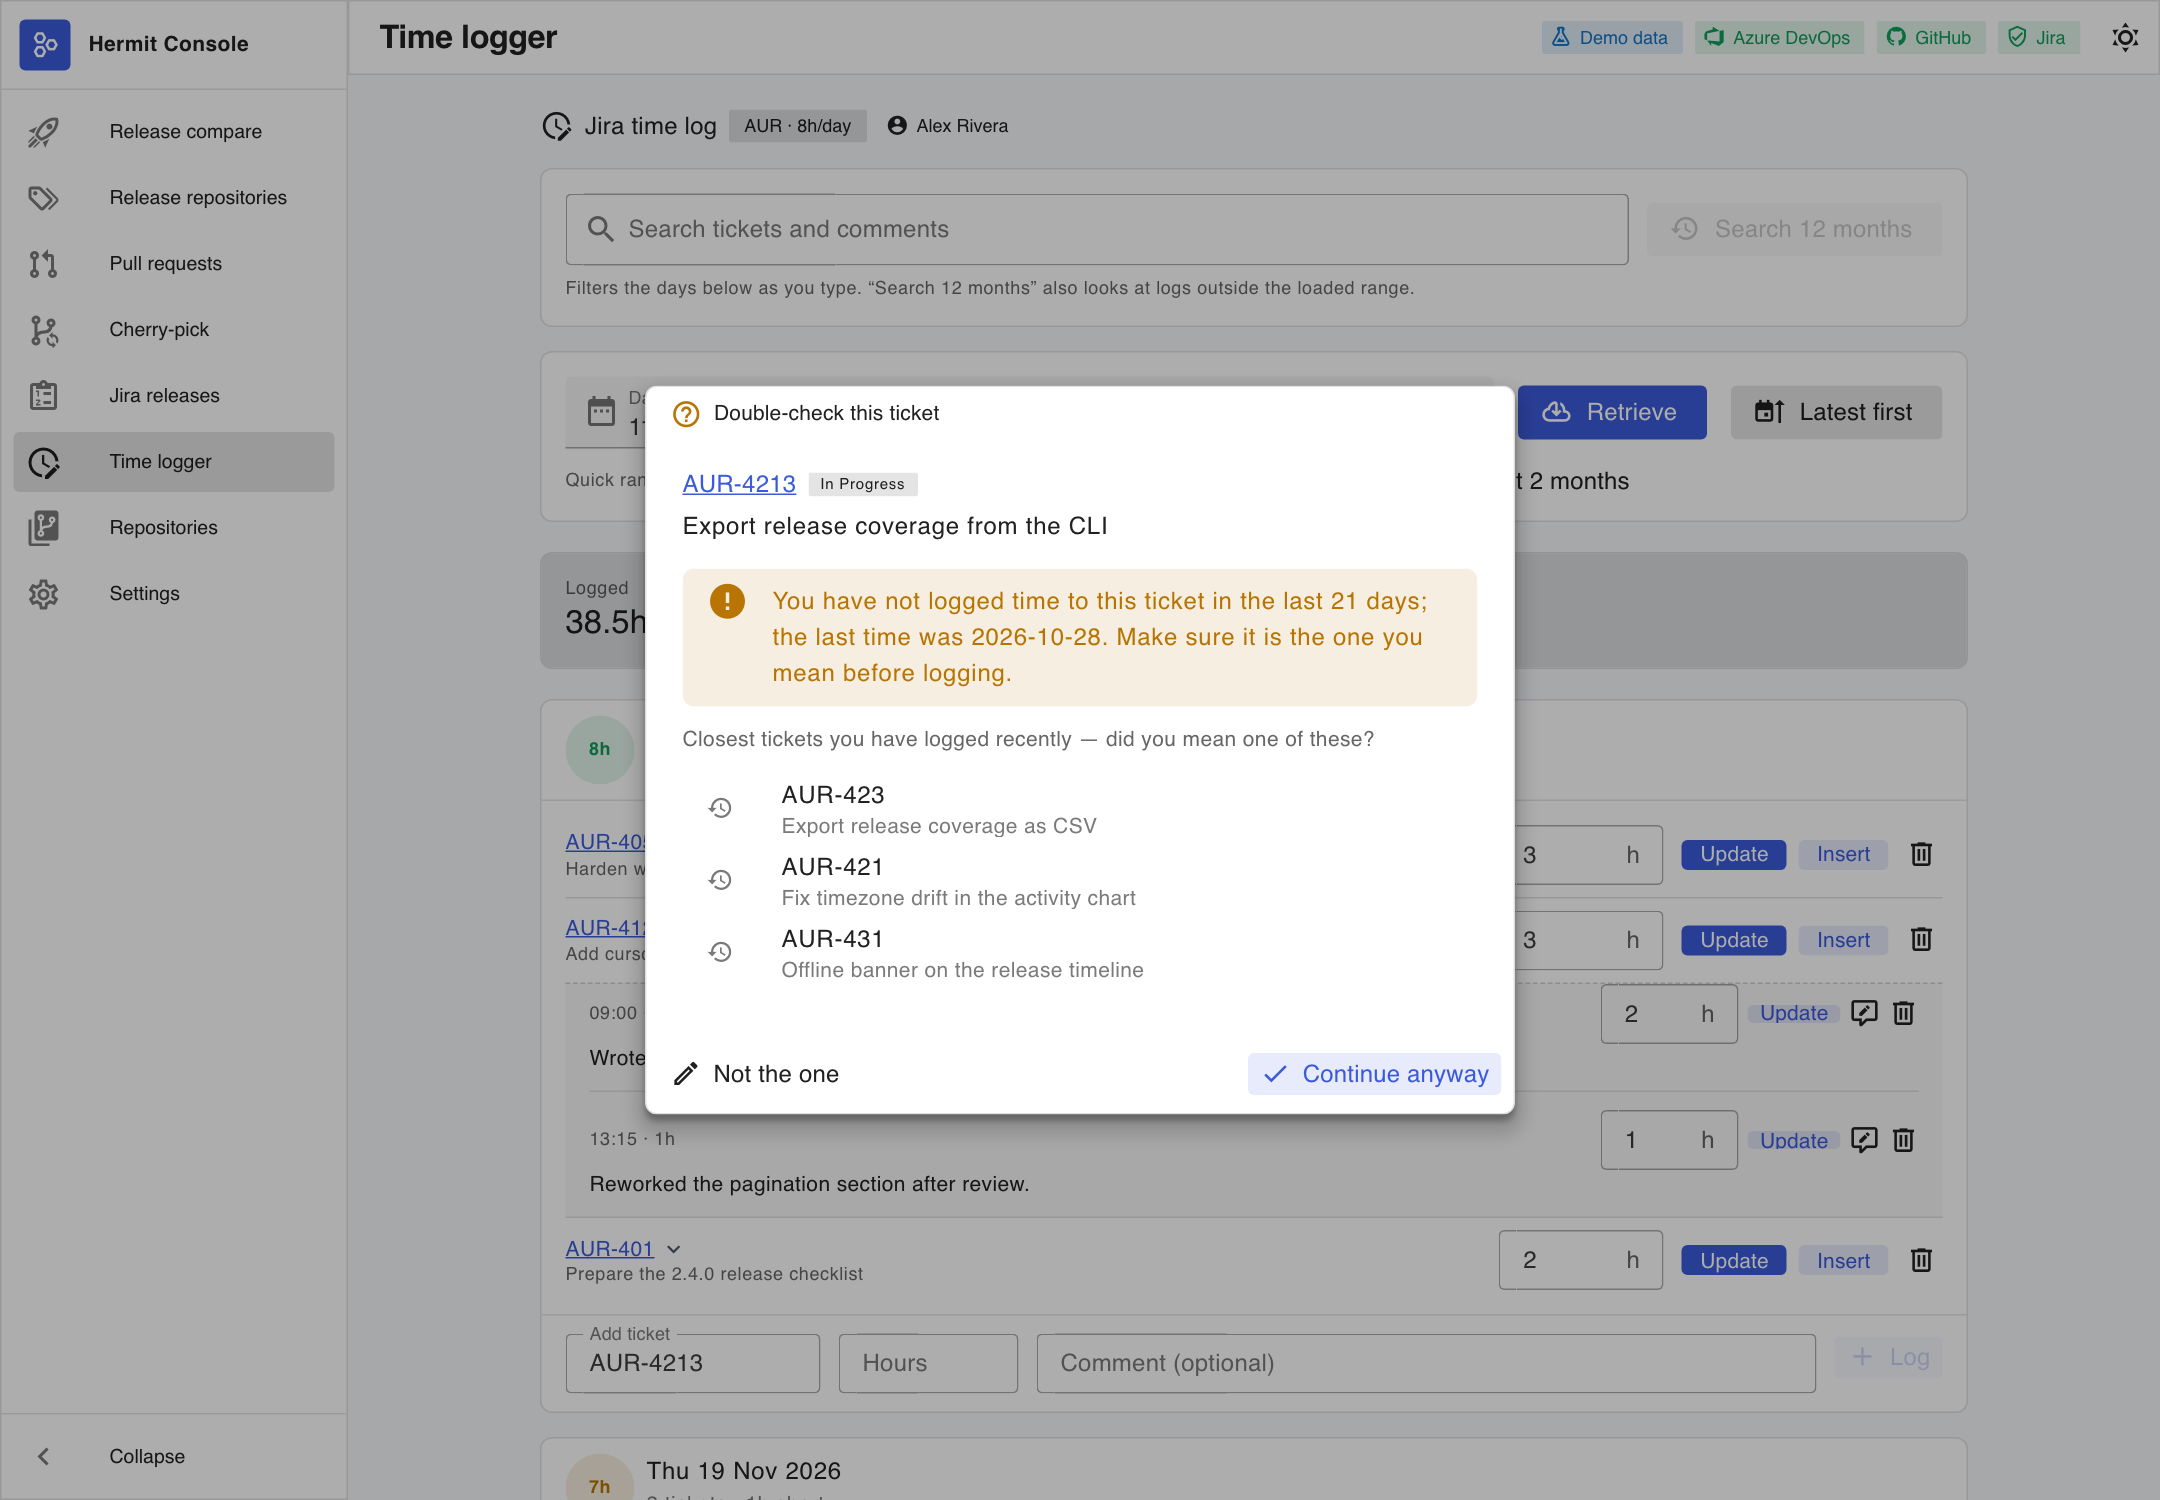 Hermit Console
Time logger
Demo data
Azure DevOps
GitHub
Jira
Release compare
Release repositories
Pull requests
Cherry-pick
Jira releases
Time logger
Repositories
Settings
Collapse
Jira time log
AUR · 8h/day
Alex Rivera
Search tickets and comments
Search 12 months
Filters the days below as you type. “Search 12 months” also looks at logs outside the loaded range.
Retrieve
Latest first
Quick
t 2 months
Logged
38.5h
8h
Double-check this ticket
AUR-4213
In Progress
Export release coverage from the CLI
You have not logged time to this ticket in the last 21 days;
the last time was 2026-10-28. Make sure it is the one you
mean before logging.
Closest tickets you have logged recently — did you mean one of these?
AUR-423
Export release coverage as CSV
AUR-421
Fix timezone drift in the activity chart
AUR-431
Offline banner on the release timeline
Not the one
Continue anyway
Harden
3 h
Update
Insert
Add
3 h
Update
Insert
09:00
2 h
Update
Wrote
13:15 · 1h
1 h
Update
Reworked the pagination section after review.
AUR-401
Prepare the 2.4.0 release checklist
2 h
Update
Insert
Add ticket
AUR-4213
Hours
Comment (optional)
+ Log
7h
Thu 19 Nov 2026